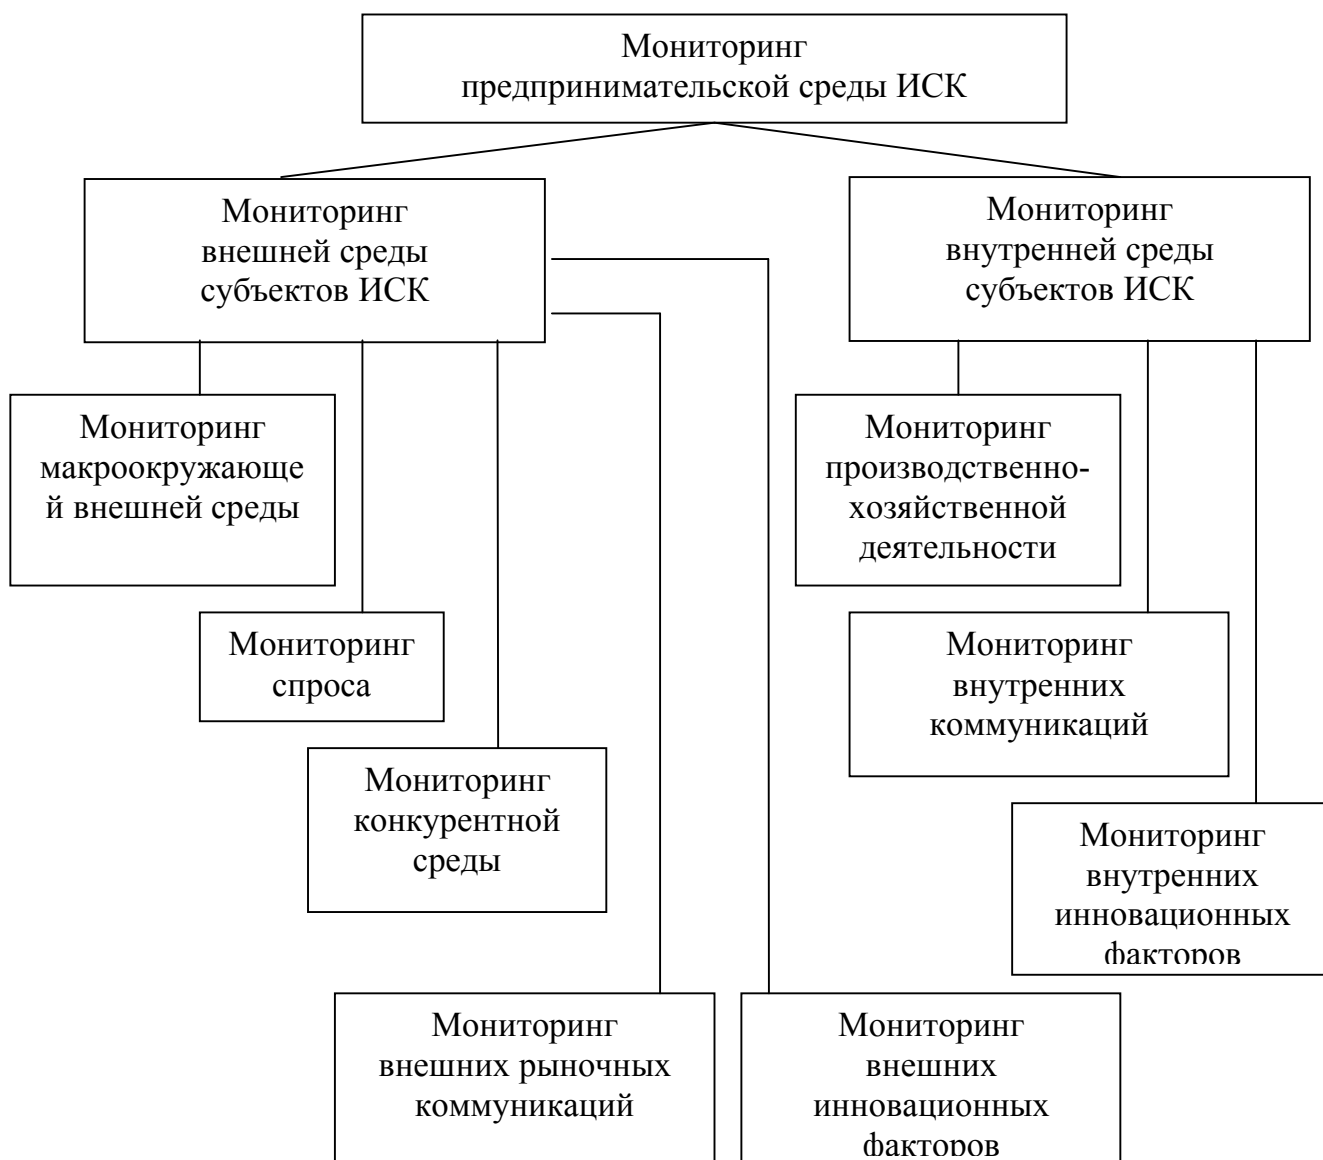 Мониторинг
предпринимательской среды ИСК
Мониторинг
внешней среды
субъектов ИСК
Мониторинг
внутренней среды
субъектов ИСК
Мониторинг
макроокружающе
й внешней среды
Мониторинг
производственно-
хозяйственной
деятельности
Мониторинг
спроса
Мониторинг
внутренних
коммуникаций
Мониторинг
конкурентной
среды
Мониторинг
внутренних
инновационных
факторов
Мониторинг
внешних рыночных
коммуникаций
Мониторинг
внешних
инновационных
факторов